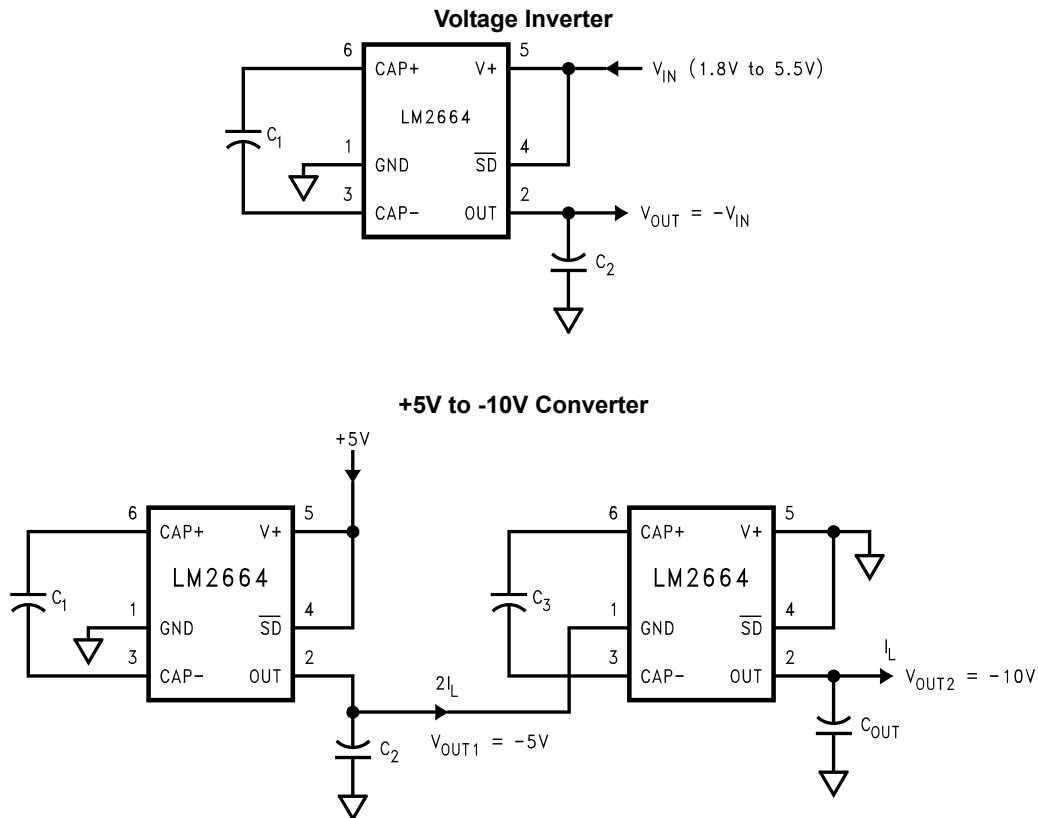 Voltage Inverter
6 CAP+ V+ 5 V_IN (1.8V to 5.5V)
LM2664
C_1
1 GND S̅D̅ 4
3 CAP- OUT 2 V_OUT = -V_IN
C_2
+5V to -10V Converter
+5V
6 CAP+ V+ 5
LM2664
C_1
1 GND S̅D̅ 4
3 CAP- OUT 2
2I_L
V_OUT1 = -5V
C_2
6 CAP+ V+ 5
LM2664
C_3
1 GND S̅D̅ 4
3 CAP- OUT 2
I_L
V_OUT2 = -10V
C_OUT